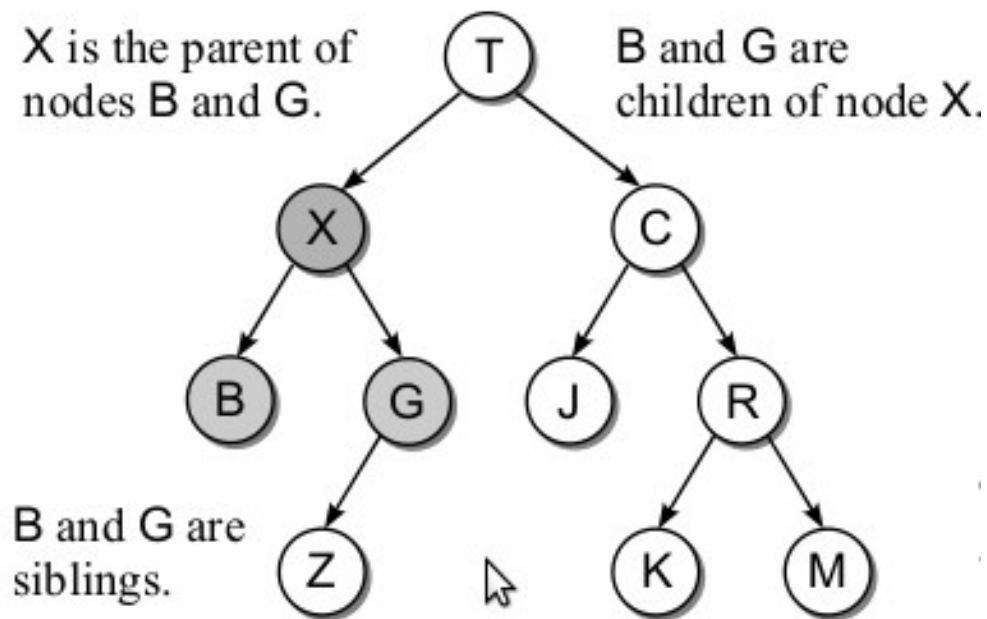 X is the parent of
nodes B and G.
T
B and G are
children of node X.
X
C
B
G
J
R
B and G are
siblings.
Z
K
M